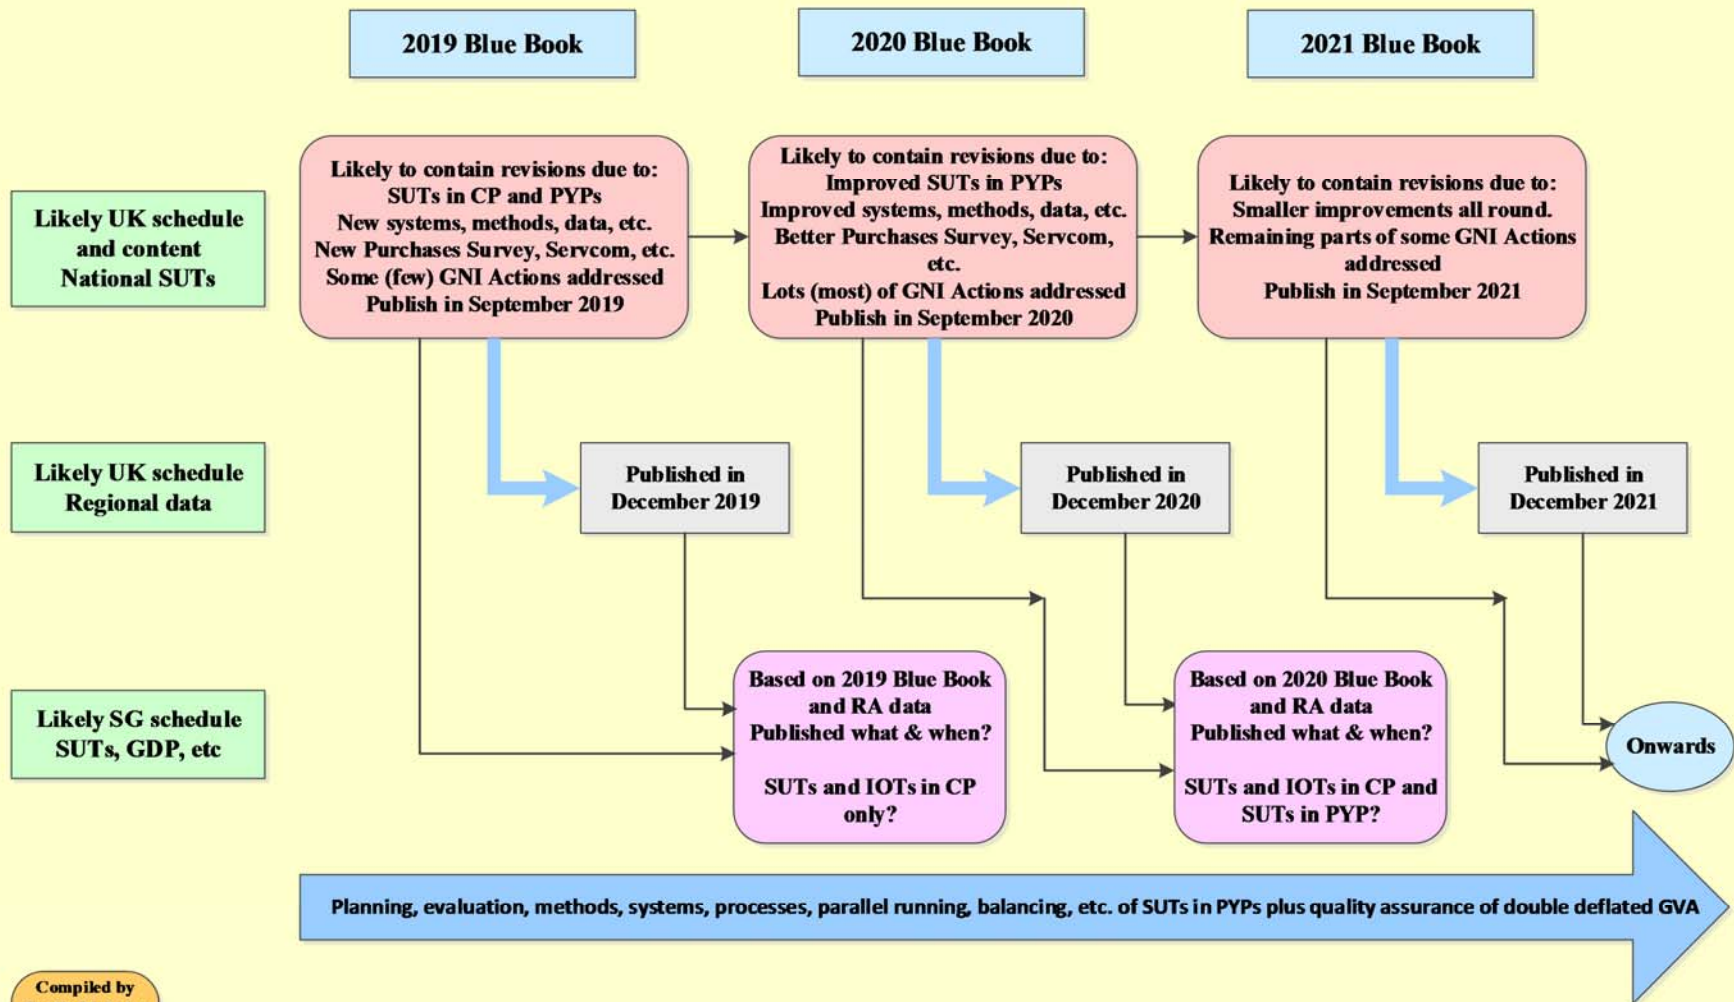 2019 Blue Book
2020 Blue Book
2021 Blue Book
Likely UK schedule
and content
National SUTs
Likely to contain revisions due to:
SUTs in CP and PYPs
New systems, methods, data, etc.
New Purchases Survey, Servcom, etc.
Some (few) GNI Actions addressed
Publish in September 2019
Likely to contain revisions due to:
Improved SUTs in PYPs
Improved systems, methods, data, etc.
Better Purchases Survey, Servcom,
etc.
Lots (most) of GNI Actions addressed
Publish in September 2020
Likely to contain revisions due to:
Smaller improvements all round.
Remaining parts of some GNI Actions
addressed
Publish in September 2021
Likely UK schedule
Regional data
Published in
December 2019
Published in
December 2020
Published in
December 2021
Likely SG schedule
SUTs, GDP, etc
Based on 2019 Blue Book
and RA data
Published what & when?
SUTs and IOTs in CP
only?
Based on 2020 Blue Book
and RA data
Published what & when?
SUTs and IOTs in CP and
SUTs in PYP?
Onwards
Planning, evaluation, methods, systems, processes, parallel running, balancing, etc. of SUTs in PYPs plus quality assurance of double deflated GVA
Compiled by